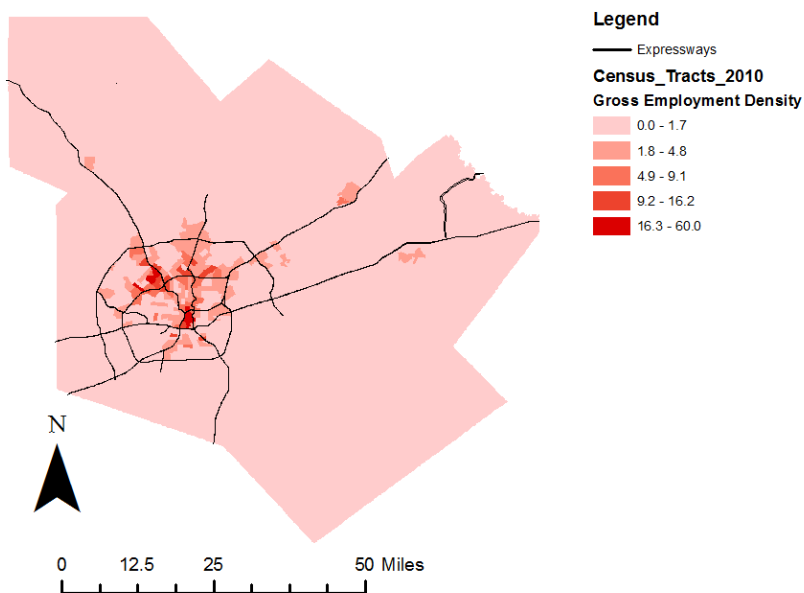 Legend
Expressways
Census_Tracts_2010
Gross Employment Density
0.0 - 1.7
1.8 - 4.8
4.9 - 9.1
9.2 - 16.2
16.3 - 60.0
N
0 12.5 25 50 Miles